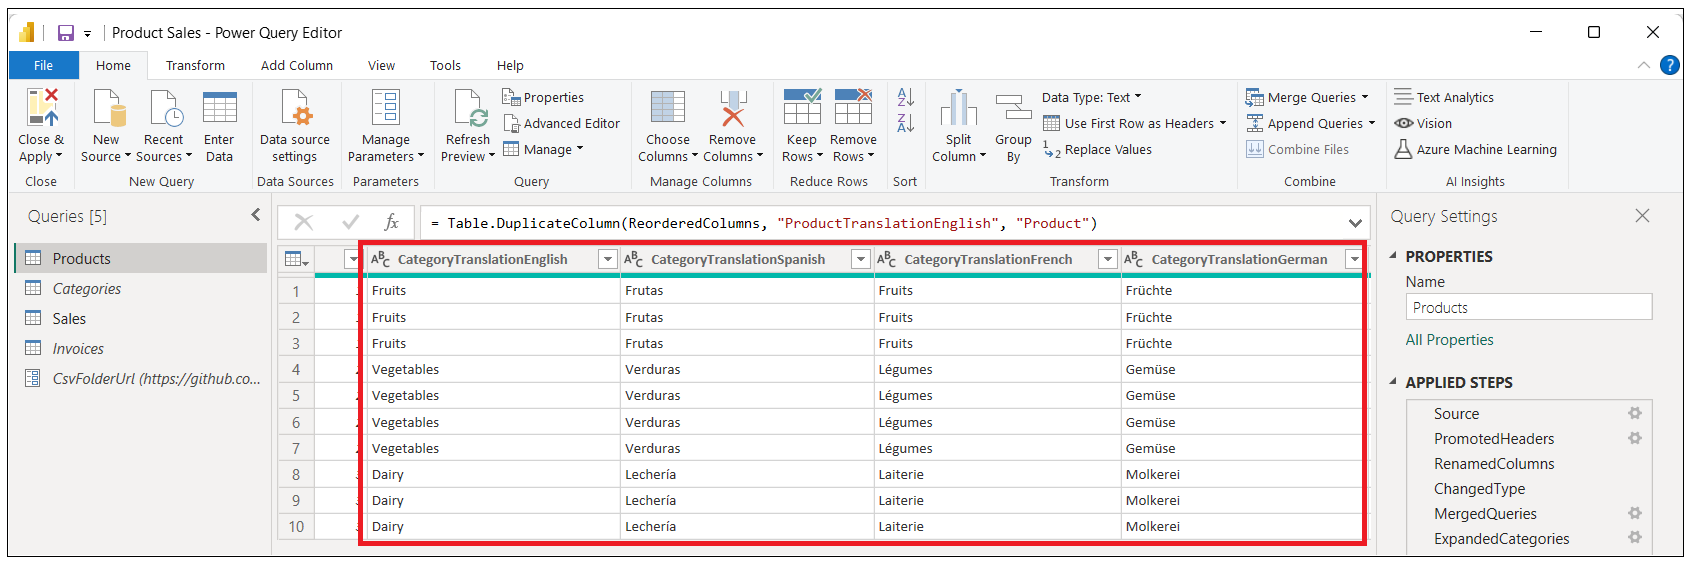 Product Sales - Power Query Editor
File Home Transform Add Column View Tools Help
Close & Apply
New Source
Recent Sources
Enter Data
Data source settings
Manage Parameters
Refresh Preview
Properties
Advanced Editor
Manage
Choose Columns
Remove Columns
Keep Rows
Remove Rows
Split Column
Group By
Data Type: Text
Use First Row as Headers
Replace Values
Merge Queries
Append Queries
Combine Files
Text Analytics
Vision
Azure Machine Learning
Close New Query Data Sources Parameters Query Manage Columns Reduce Rows Sort Transform Combine AI Insights
Queries [5]
Products
Categories
Sales
Invoices
CsvFolderUrl (https://github.co...
fx = Table.DuplicateColumn(ReorderedColumns, "ProductTranslationEnglish", "Product")
ABC CategoryTranslationEnglish ABC CategoryTranslationSpanish ABC CategoryTranslationFrench ABC CategoryTranslationGerman
1 Fruits Frutas Fruits Früchte
2 Fruits Frutas Fruits Früchte
3 Fruits Frutas Fruits Früchte
4 Vegetables Verduras Légumes Gemüse
5 Vegetables Verduras Légumes Gemüse
6 Vegetables Verduras Légumes Gemüse
7 Vegetables Verduras Légumes Gemüse
8 Dairy Lechería Laiterie Molkerei
9 Dairy Lechería Laiterie Molkerei
10 Dairy Lechería Laiterie Molkerei
Query Settings
PROPERTIES
Name
Products
All Properties
APPLIED STEPS
Source
PromotedHeaders
RenamedColumns
ChangedType
MergedQueries
ExpandedCategories